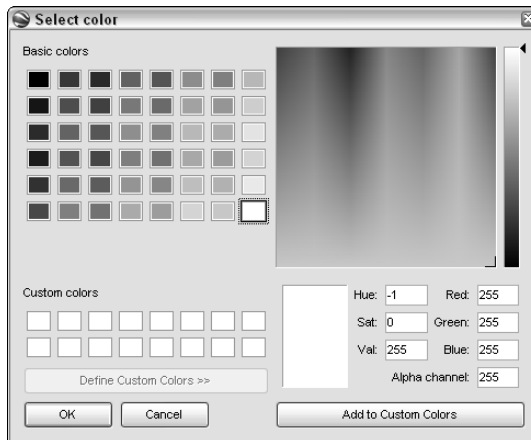 Select color
Basic colors
Custom colors
Define Custom Colors >>
OK
Cancel
Hue: -1
Red: 255
Sat: 0
Green: 255
Val: 255
Blue: 255
Alpha channel: 255
Add to Custom Colors